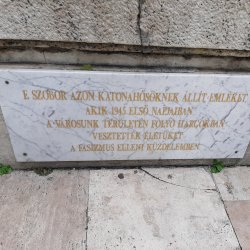 E SZOBOR AZON KATONAHŐSÖKNEK ÁLLÍT EMLÉKET
AKIK 1945 ELSŐ NAPJAIBAN
A VÁROSUNK TERÜLETÉN FOLYÓ HARCOKBAN
VESZTETTÉK ÉLETÜKET
A FASIZMUS ELLENI KÜZDELEMBEN